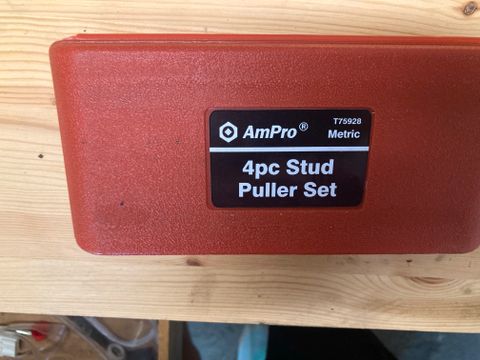 T75928
AmPro® Metric
4pc Stud
Puller Set